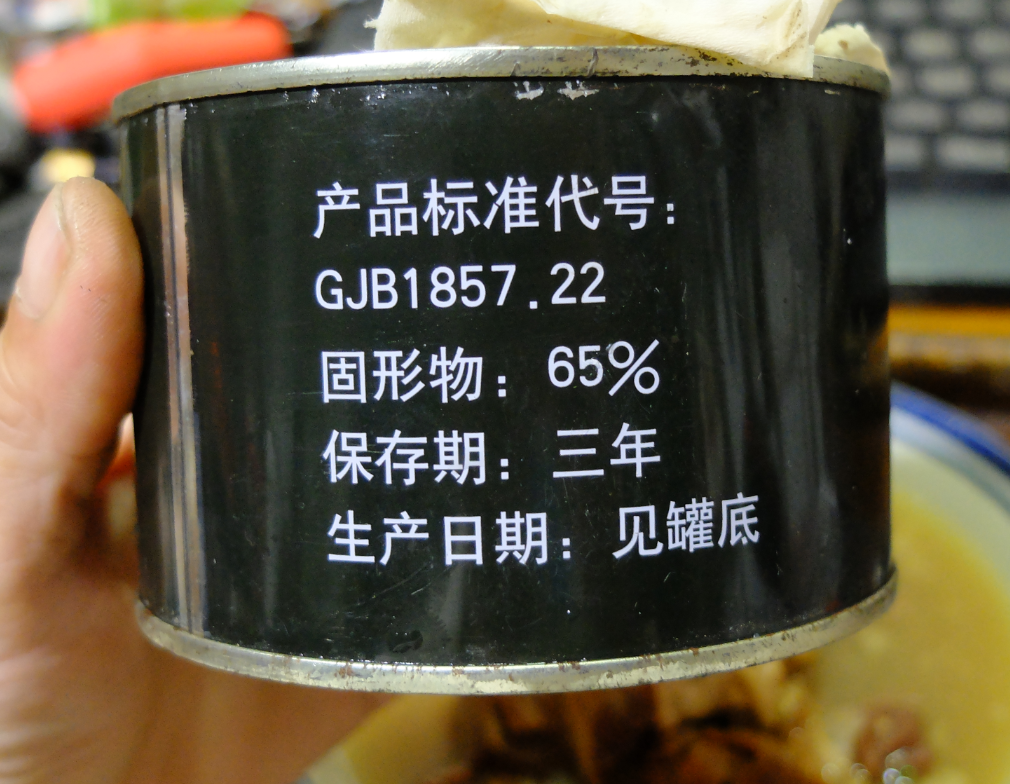 产品标准代号:
GJB1857.22
固形物: 65%
保存期: 三年
生产日期: 见罐底